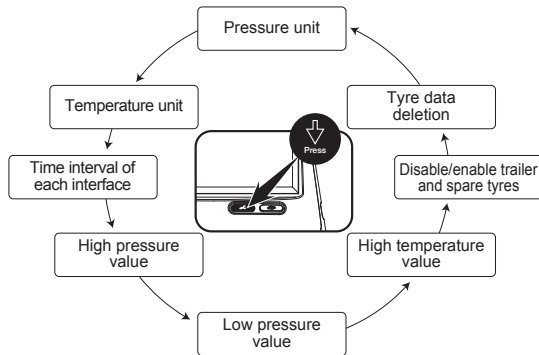 Pressure unit
Temperature unit
Tyre data
deletion
Press
Time interval of
each interface
Disable/enable trailer
and spare tyres
High pressure
value
High temperature
value
Low pressure
value